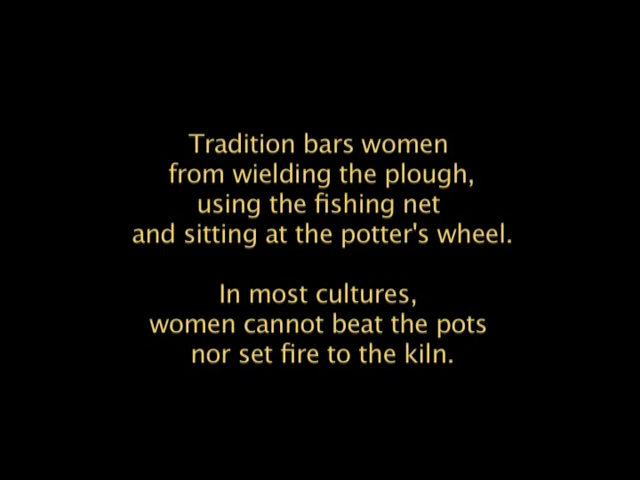 Tradition bars women
from wielding the plough,
using the fishing net
and sitting at the potter's wheel.
In most cultures,
women cannot beat the pots
nor set fire to the kiln.